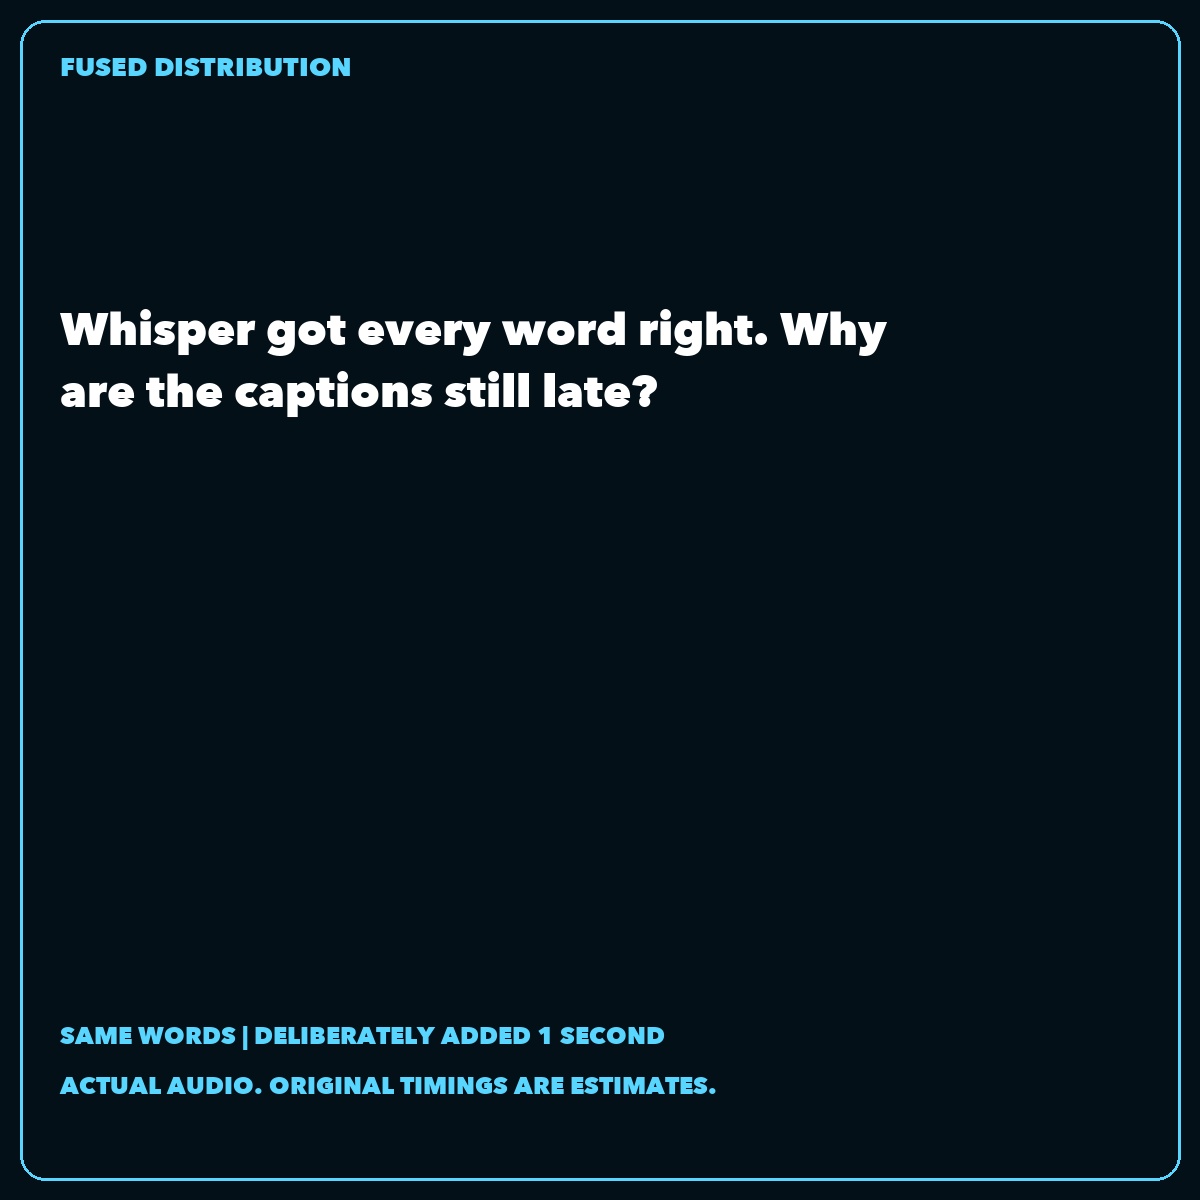 FUSED DISTRIBUTION
Whisper got every word right. Why
are the captions still late?
SAME WORDS | DELIBERATELY ADDED 1 SECOND
ACTUAL AUDIO. ORIGINAL TIMINGS ARE ESTIMATES.